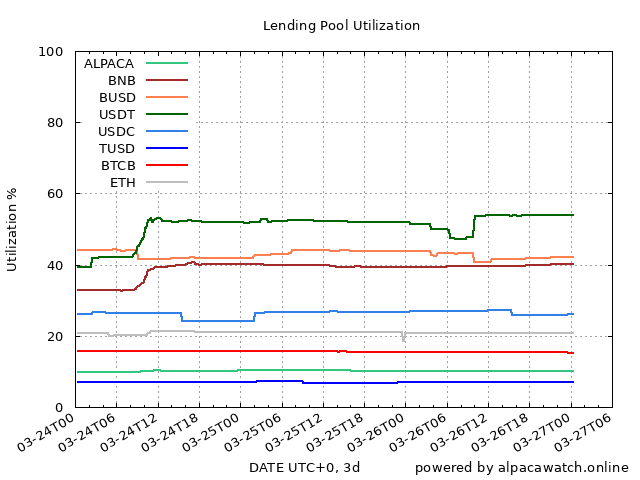 Lending Pool Utilization
100
80
60
40
20
0
Utilization %
ALPACA
BNB
BUSD
USDT
USDC
TUSD
BTCB
ETH
03-24T00
03-24T06
03-24T12
03-24T18
03-25T00
03-25T06
03-25T12
03-25T18
03-26T00
03-26T06
03-26T12
03-26T18
03-27T00
03-27T06
DATE UTC+0, 3d
powered by alpacawatch.online